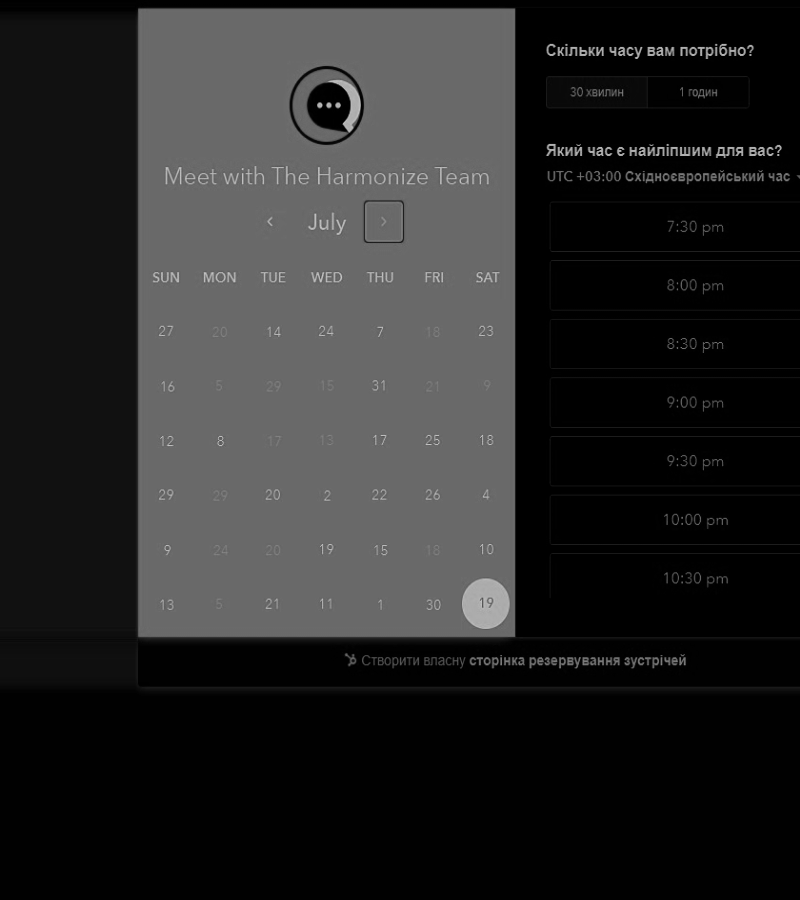 Meet with The Harmonize Team
July
SUN MON TUE WED THU FRI SAT
27 20 14 24 7 18 23
16 5 29 15 31 21 9
12 8 17 13 17 25 18
29 29 20 2 22 26 4
9 24 20 19 15 18 10
13 5 21 11 1 30 19
Скільки часу вам потрібно?
30 хвилин 1 годин
Який час є найліпшим для вас?
UTC +03:00 Східноєвропейський час
7:30 pm
8:00 pm
8:30 pm
9:00 pm
9:30 pm
10:00 pm
10:30 pm
Створити власну сторінка резервування зустрічей